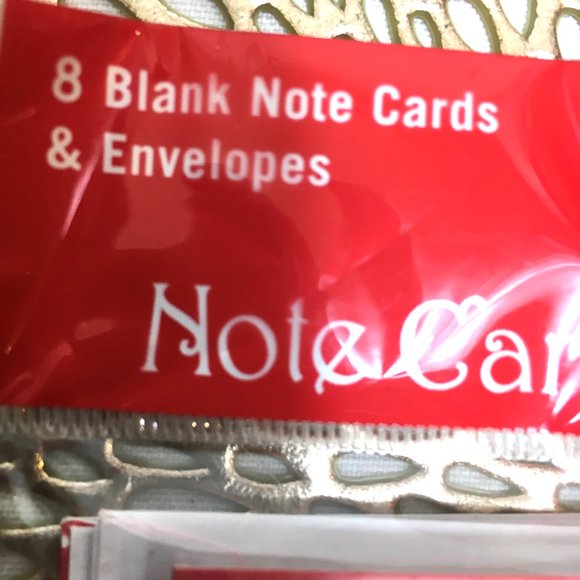 8 Blank Note Cards
& Envelopes
Note Car